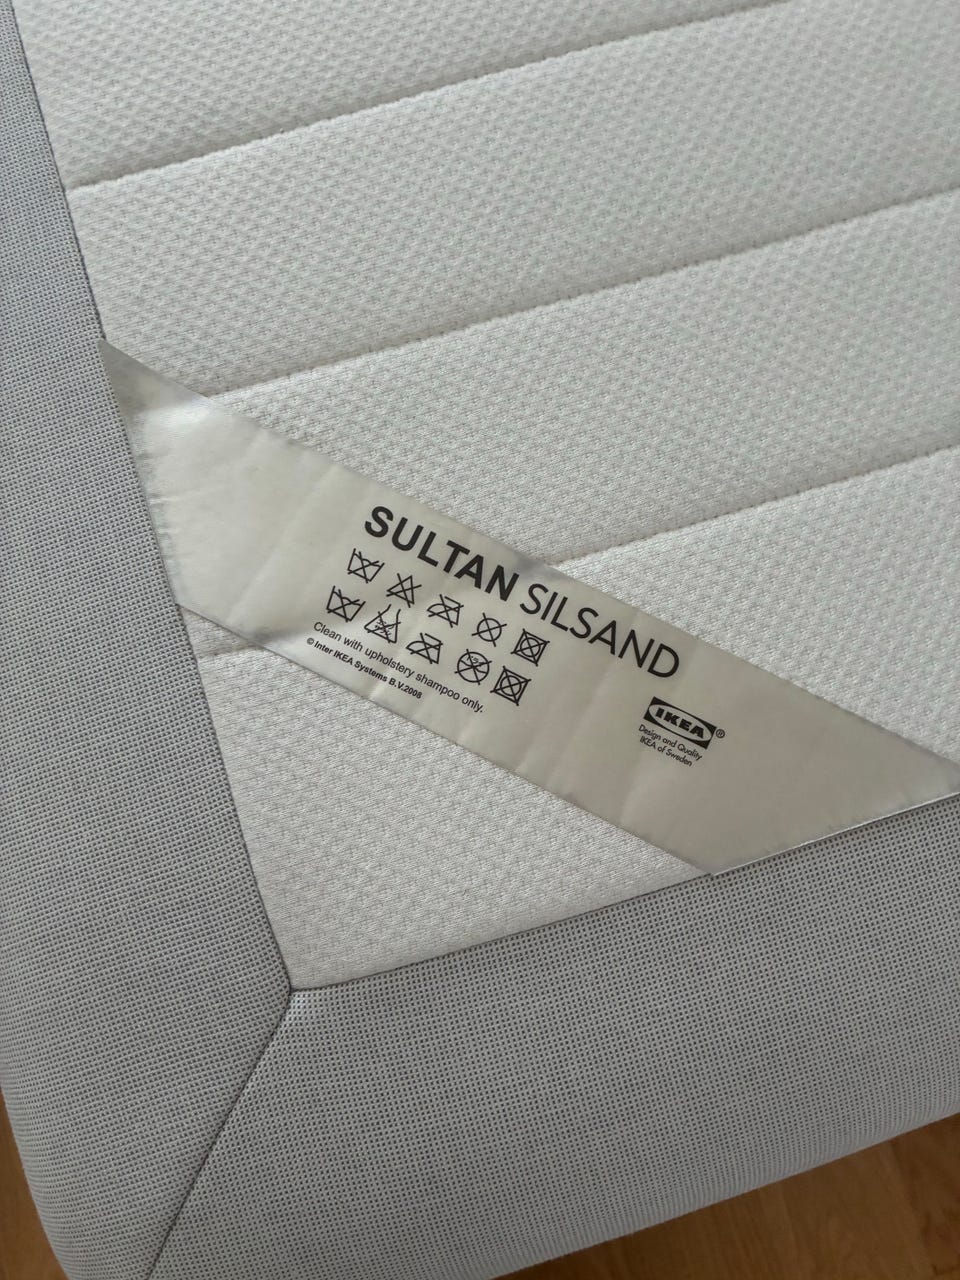 SULTAN SILSAND
Clean with upholstery shampoo only.
© Inter IKEA Systems B.V.2008
IKEA®
Design and Quality
IKEA of Sweden